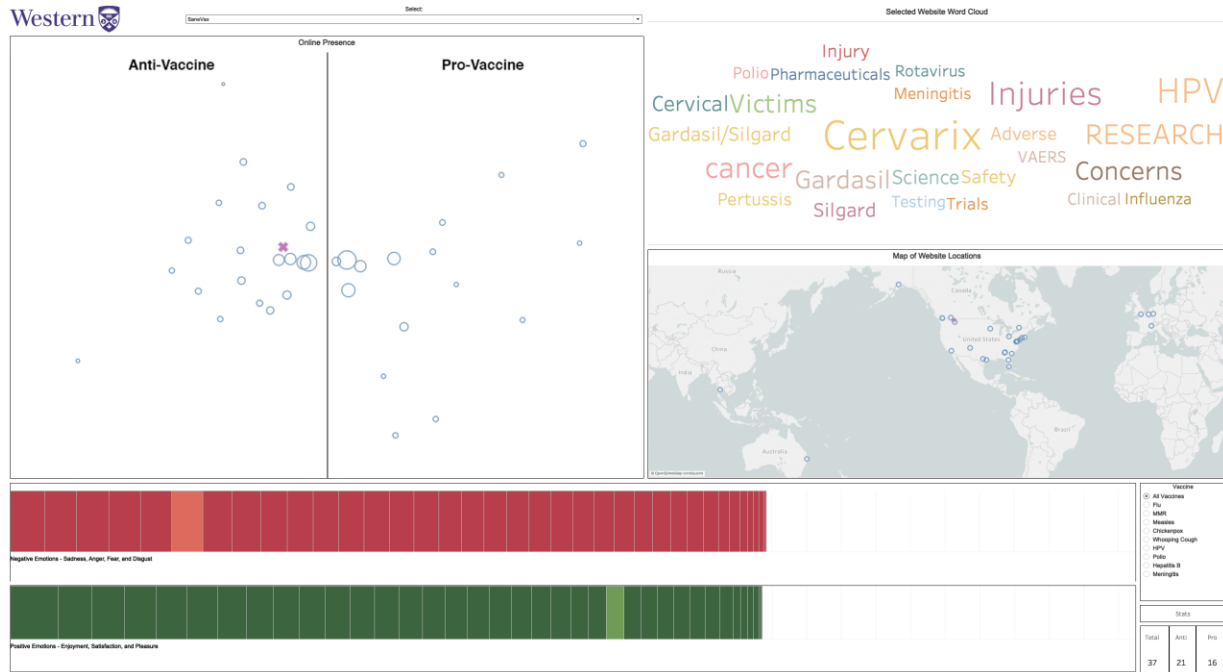 Western
Select:
SaneVax
Online Presence
Anti-Vaccine
Pro-Vaccine
Selected Website Word Cloud
Injury
Polio Pharmaceuticals Rotavirus
Cervical Victims Meningitis Injuries HPV
Gardasil/Silgard Cervarix Adverse RESEARCH
VAERS
cancer Gardasil Science Safety Concerns
Pertussis Silgard Testing Trials Clinical Influenza
Map of Website Locations
Russia
Canada
China
United States
India
Brazil
Australia
© OpenStreetMap contributors
Negative Emotions - Sadness, Anger, Fear, and Disgust
Positive Emotions - Enjoyment, Satisfaction, and Pleasure
Vaccine
All Vaccines
Flu
MMR
Measles
Chickenpox
Whooping Cough
HPV
Polio
Hepatitis B
Meningitis
Stats
Total Anti Pro
37 21 16